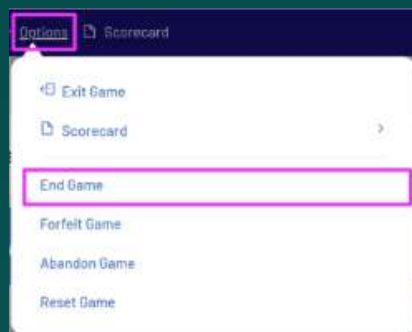 Options Scorecard
Exit Game
Scorecard
End Game
Forfeit Game
Abandon Game
Reset Game